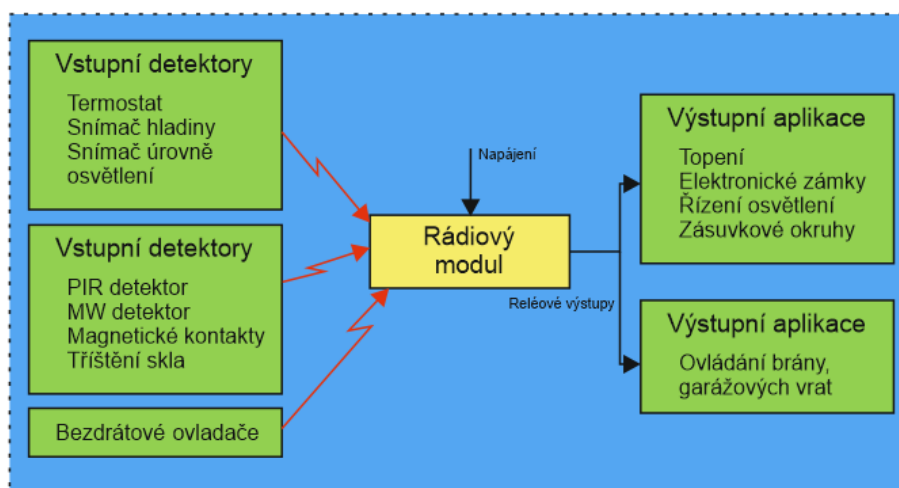 Vstupní detektory
Termostat
Snímač hladiny
Snímač úrovně
osvětlení
Vstupní detektory
PIR detektor
MW detektor
Magnetické kontakty
Tříštění skla
Bezdrátové ovladače
Napájení
Rádiový
modul
Reléové výstupy
Výstupní aplikace
Topení
Elektronické zámky
Řízení osvětlení
Zásuvkové okruhy
Výstupní aplikace
Ovládání brány,
garážových vrat